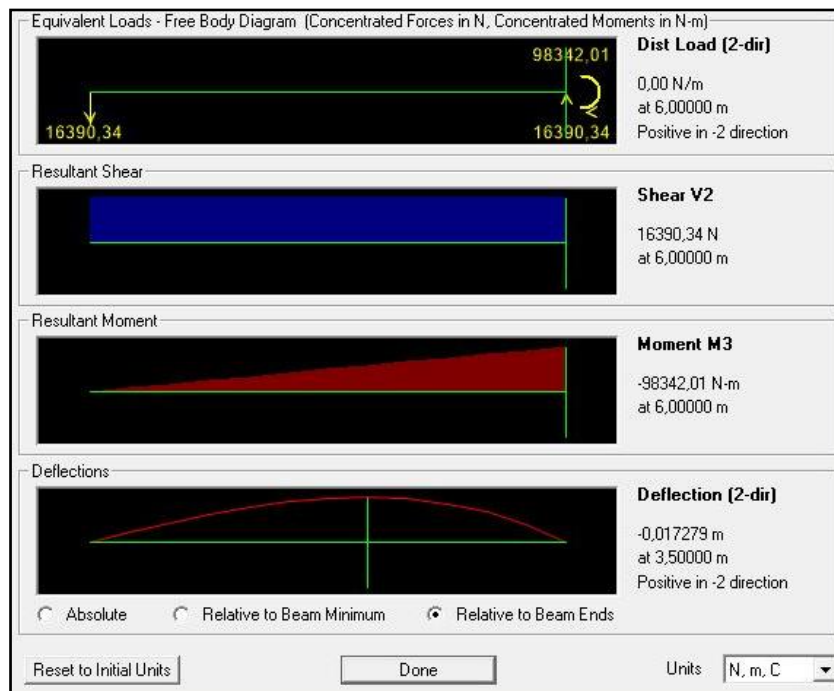 Equivalent Loads - Free Body Diagram (Concentrated Forces in N, Concentrated Moments in N-m)
98342,01
16390,34
16390,34
Dist Load (2-dir)
0,00 N/m
at 6,00000 m
Positive in -2 direction
Resultant Shear
Shear V2
16390,34 N
at 6,00000 m
Resultant Moment
Moment M3
-98342,01 N-m
at 6,00000 m
Deflections
Deflection (2-dir)
-0,017279 m
at 3,50000 m
Positive in -2 direction
Absolute
Relative to Beam Minimum
Relative to Beam Ends
Reset to Initial Units
Done
Units
N, m, C